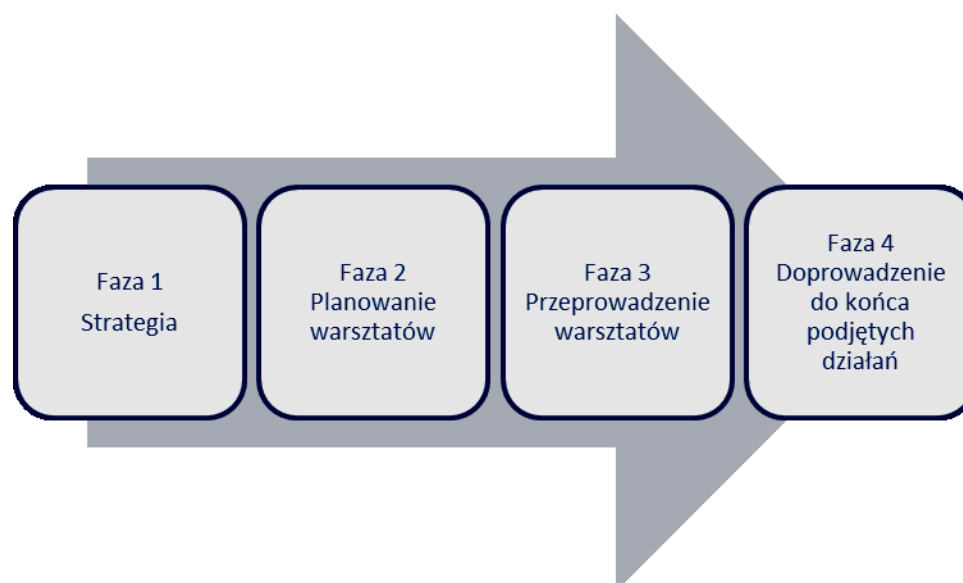 Faza 1
Strategia
Faza 2
Planowanie
warsztatów
Faza 3
Przeprowadzenie
warsztatów
Faza 4
Doprowadzenie
do końca
podjętych
działań